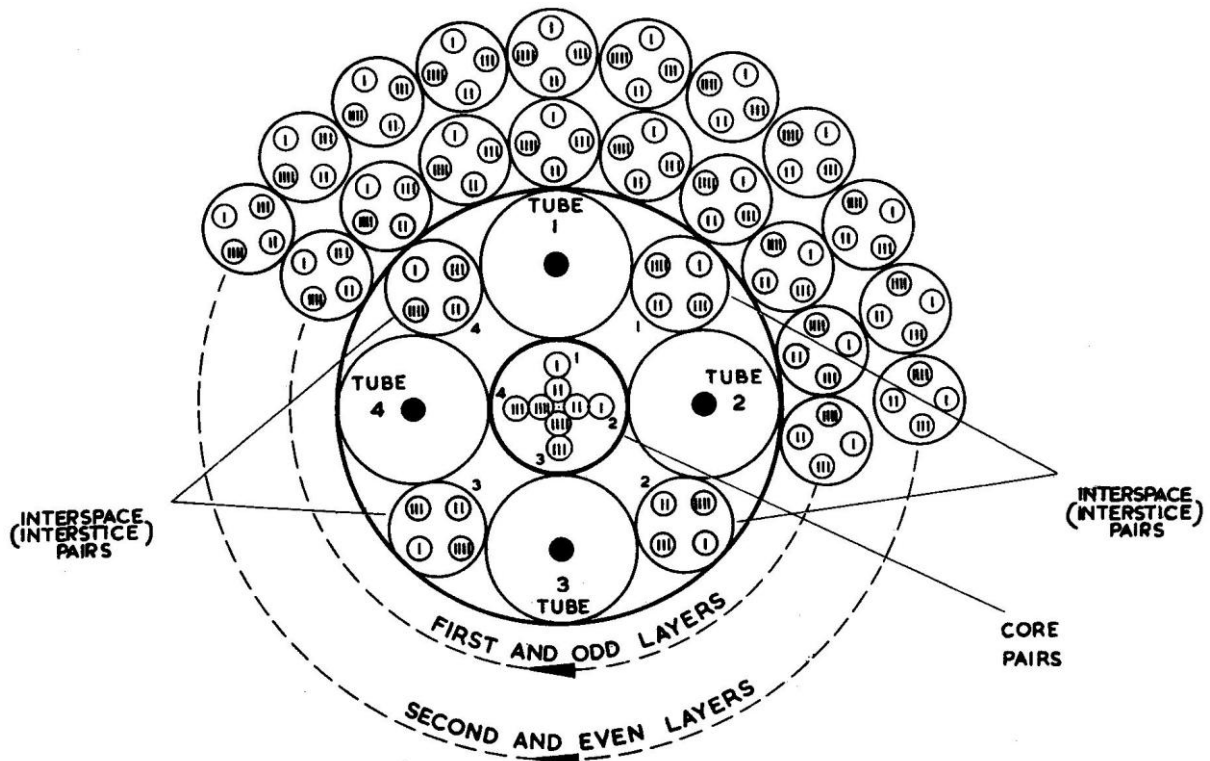 TUBE
1
TUBE
2
TUBE
4
3
TUBE
1
2
3
4
1
2
3
4
INTERSPACE
(INTERSTICE)
PAIRS
INTERSPACE
(INTERSTICE)
PAIRS
CORE
PAIRS
FIRST AND ODD LAYERS
SECOND AND EVEN LAYERS